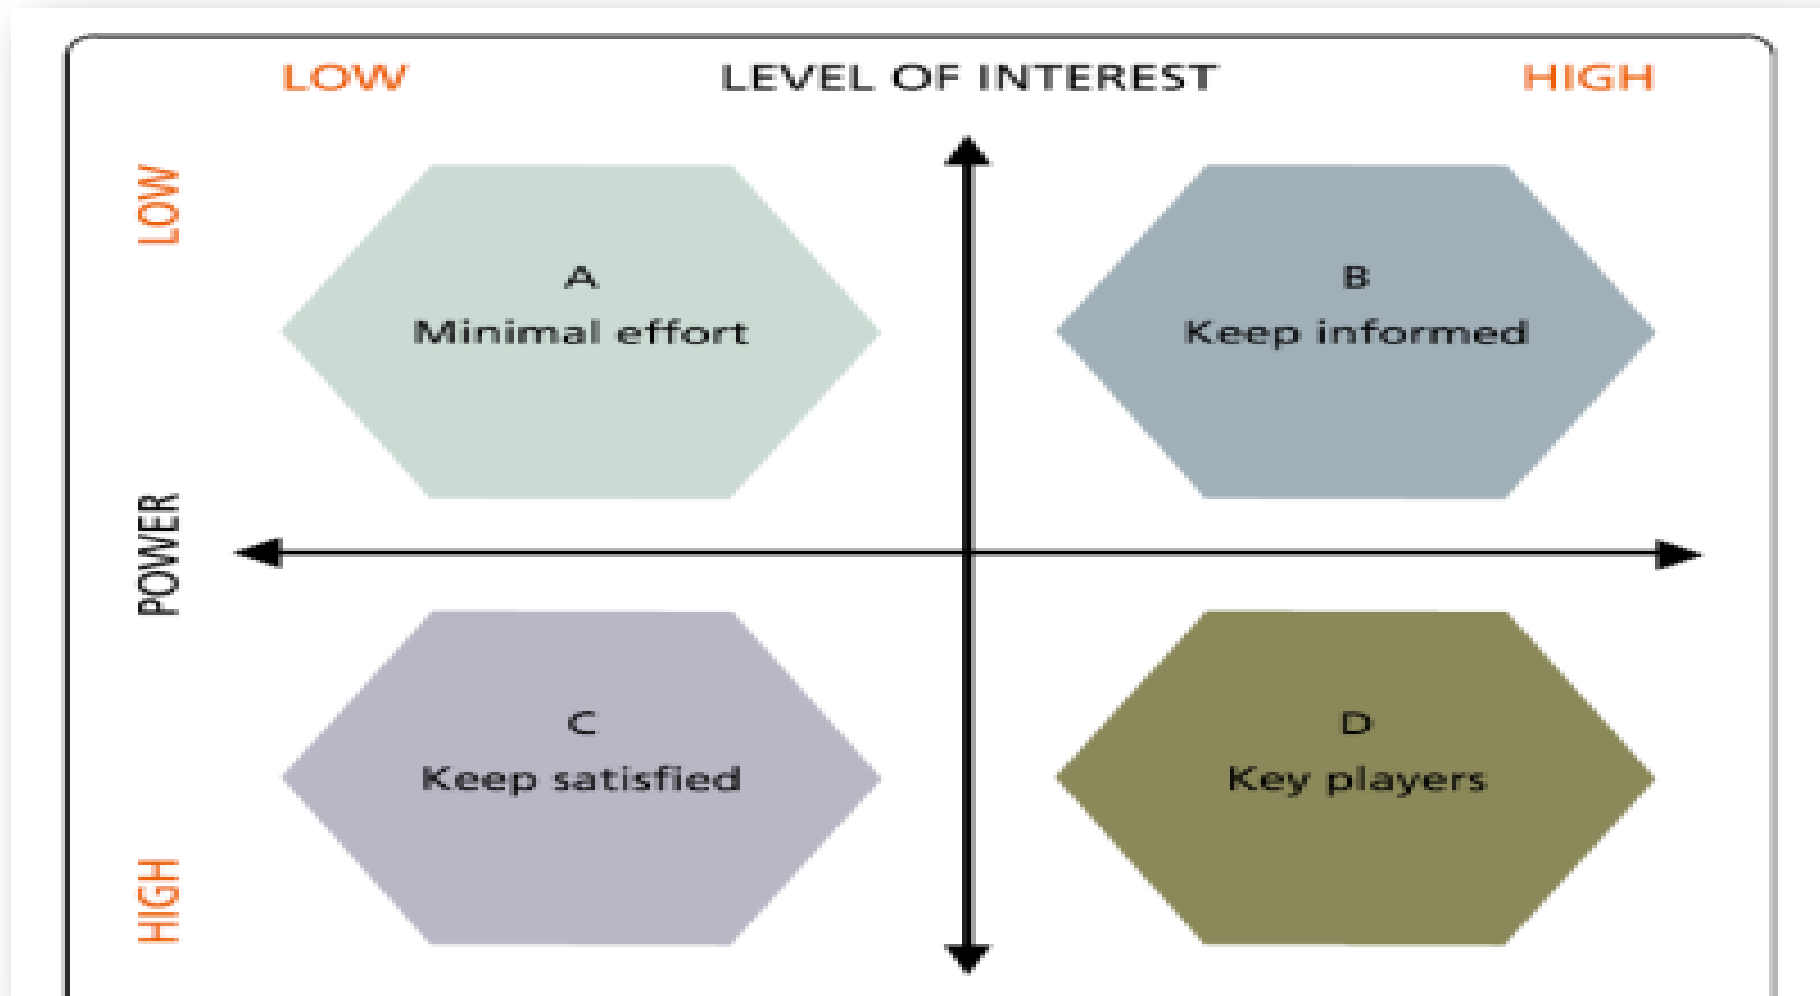 LOW LEVEL OF INTEREST HIGH
LOW
A
Minimal effort
B
Keep informed
POWER
C
Keep satisfied
D
Key players
HIGH